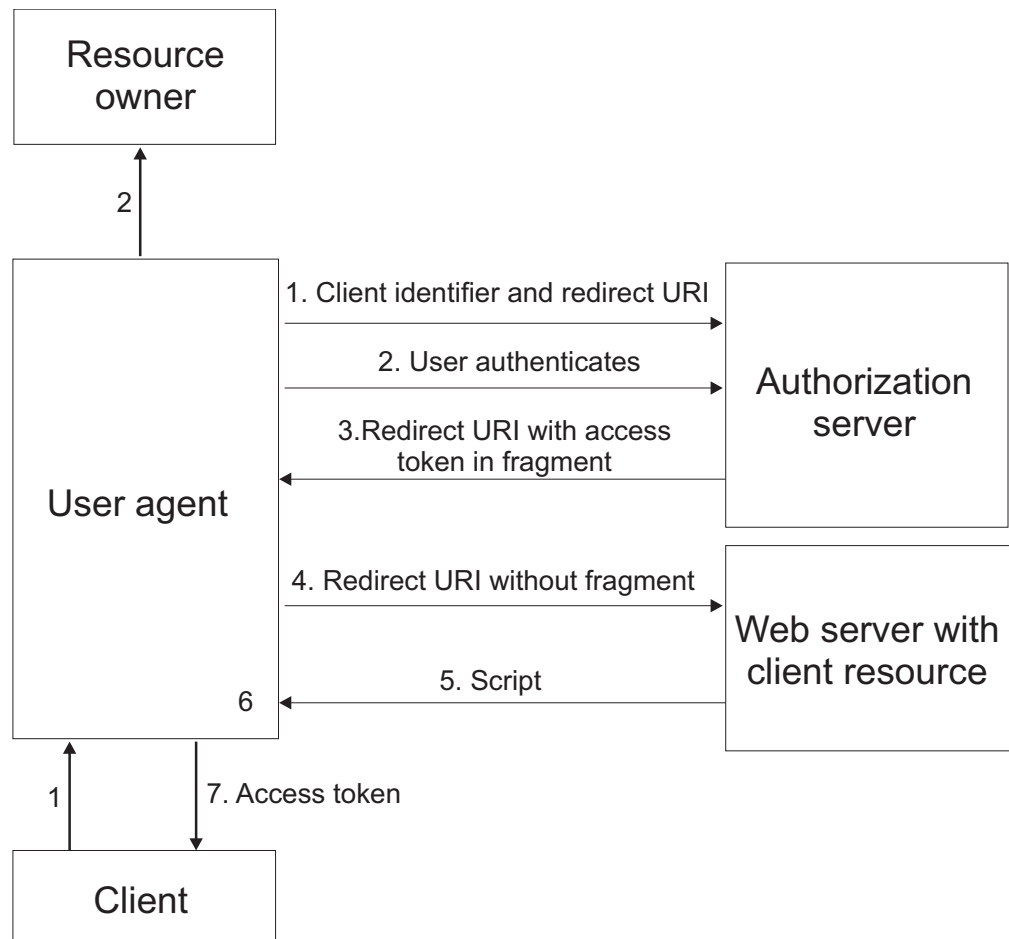 Resource
owner
2
1. Client identifier and redirect URI
2. User authenticates
Authorization
server
3.Redirect URI with access
token in fragment
User agent
4. Redirect URI without fragment
Web server with
client resource
5. Script
6
1
7. Access token
Client